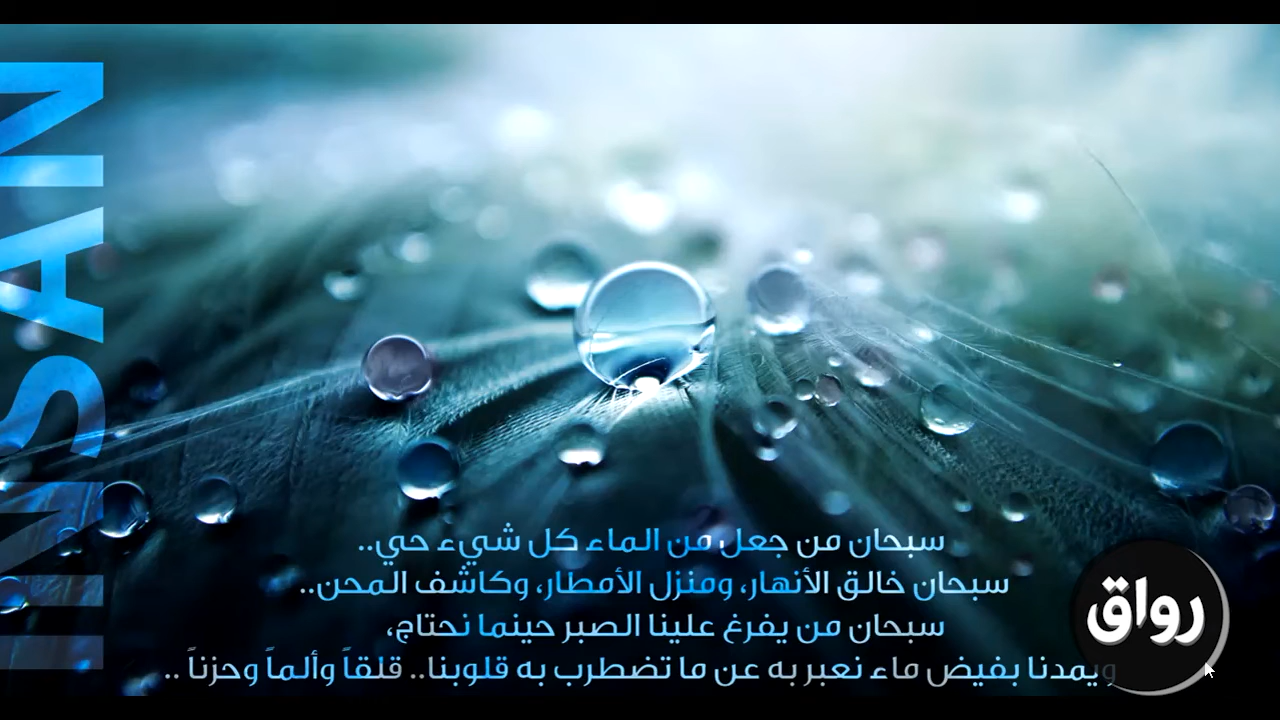 INSAN
سبحان من جعل من الماء كل شيء حي..
سبحان خالق الأنهار، ومنزل الأمطار، وكاشف المحن..
سبحان من يفرغ علينا الصبر حينما نحتاج،
ويمدنا بفيض ماء نعبر به عن ما تضطرب به قلوبنا.. قلقاً وألماً وحزناً ..
رواق